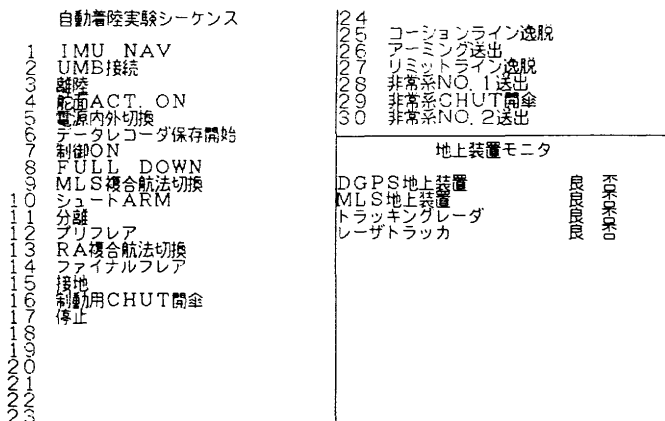 自動着陸実験シーケンス
1 IMU NAV
2 UMB接続
3 離陸
4 舵面ACT. ON
5 電源内外切換
6 データレコーダ保存開始
7 制御ON
8 FULL DOWN
9 MLS複合航法切換
10 シュートARM
11 分離
12 プリフレア
13 RA複合航法切換
14 ファイナルフレア
15 接地
16 制動用CHUT開傘
17 停止
18
19
20
21
22
23
24
25 コーションライン逸脱
26 アーミング送出
27 リミットライン逸脱
28 非常系NO. 1送出
29 非常系CHUT開傘
30 非常系NO. 2送出
地上装置モニタ
DGPS地上装置 良 否
MLS地上装置 良 否
トラッキングレーダ 良 否
レーザトラッカ 良 否